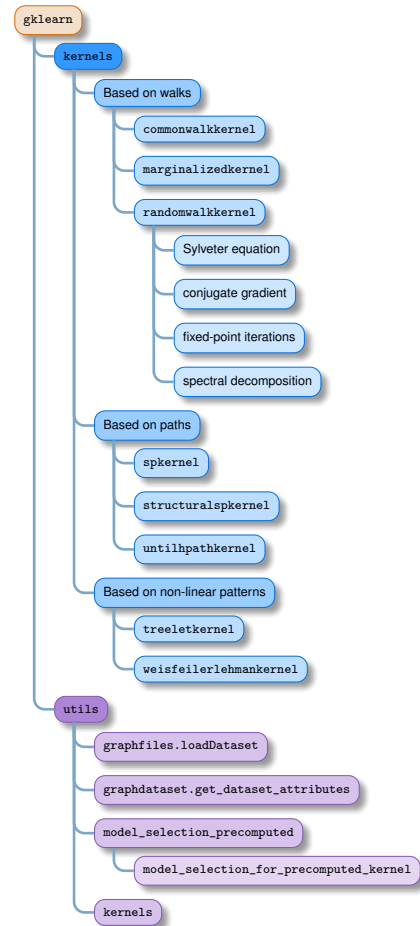 gklearn
kernels
Based on walks
commonwalkkernel
marginalizedkernel
randomwalkkernel
Sylveter equation
conjugate gradient
fixed-point iterations
spectral decomposition
Based on paths
spkernel
structuralspkernel
untilhpathkernel
Based on non-linear patterns
treeletkernel
weisfeilerlehmankernel
utils
graphfiles.loadDataset
graphdataset.get_dataset_attributes
model_selection_precomputed
model_selection_for_precomputed_kernel
kernels